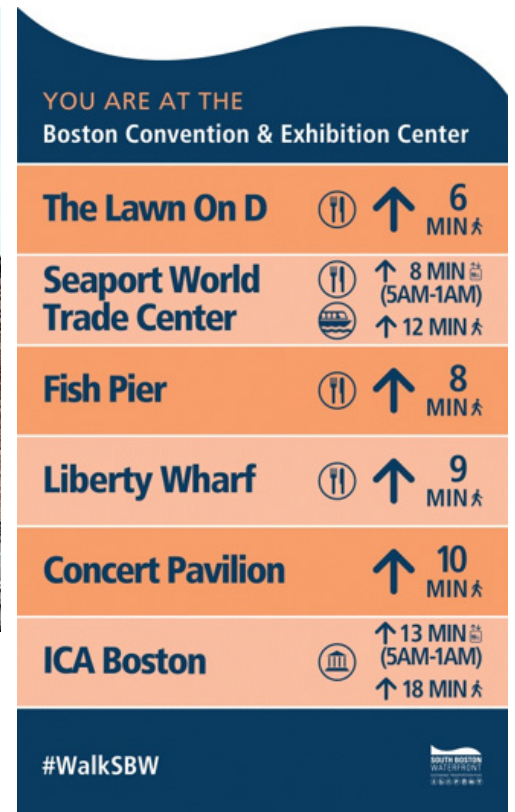 YOU ARE AT THE
Boston Convention & Exhibition Center
The Lawn On D
6
MIN
Seaport World
Trade Center
8 MIN
(5AM-1AM)
12 MIN
Fish Pier
8
MIN
Liberty Wharf
9
MIN
Concert Pavilion
10
MIN
ICA Boston
13 MIN
(5AM-1AM)
18 MIN
#WalkSBW
SOUTH BOSTON
WATERFRONT